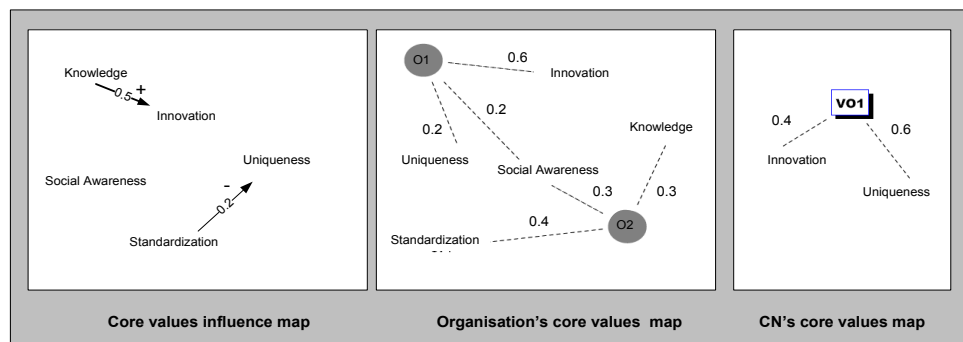 Knowledge
+
0.5
Innovation
Uniqueness
Social Awareness
-
0.2
Standardization
Core values influence map
O1
0.6
Innovation
0.2
0.2
Knowledge
Uniqueness
Social Awareness
0.3
0.3
Standardization
0.4
O2
Organisation's core values map
VO1
0.4
0.6
Innovation
Uniqueness
CN's core values map